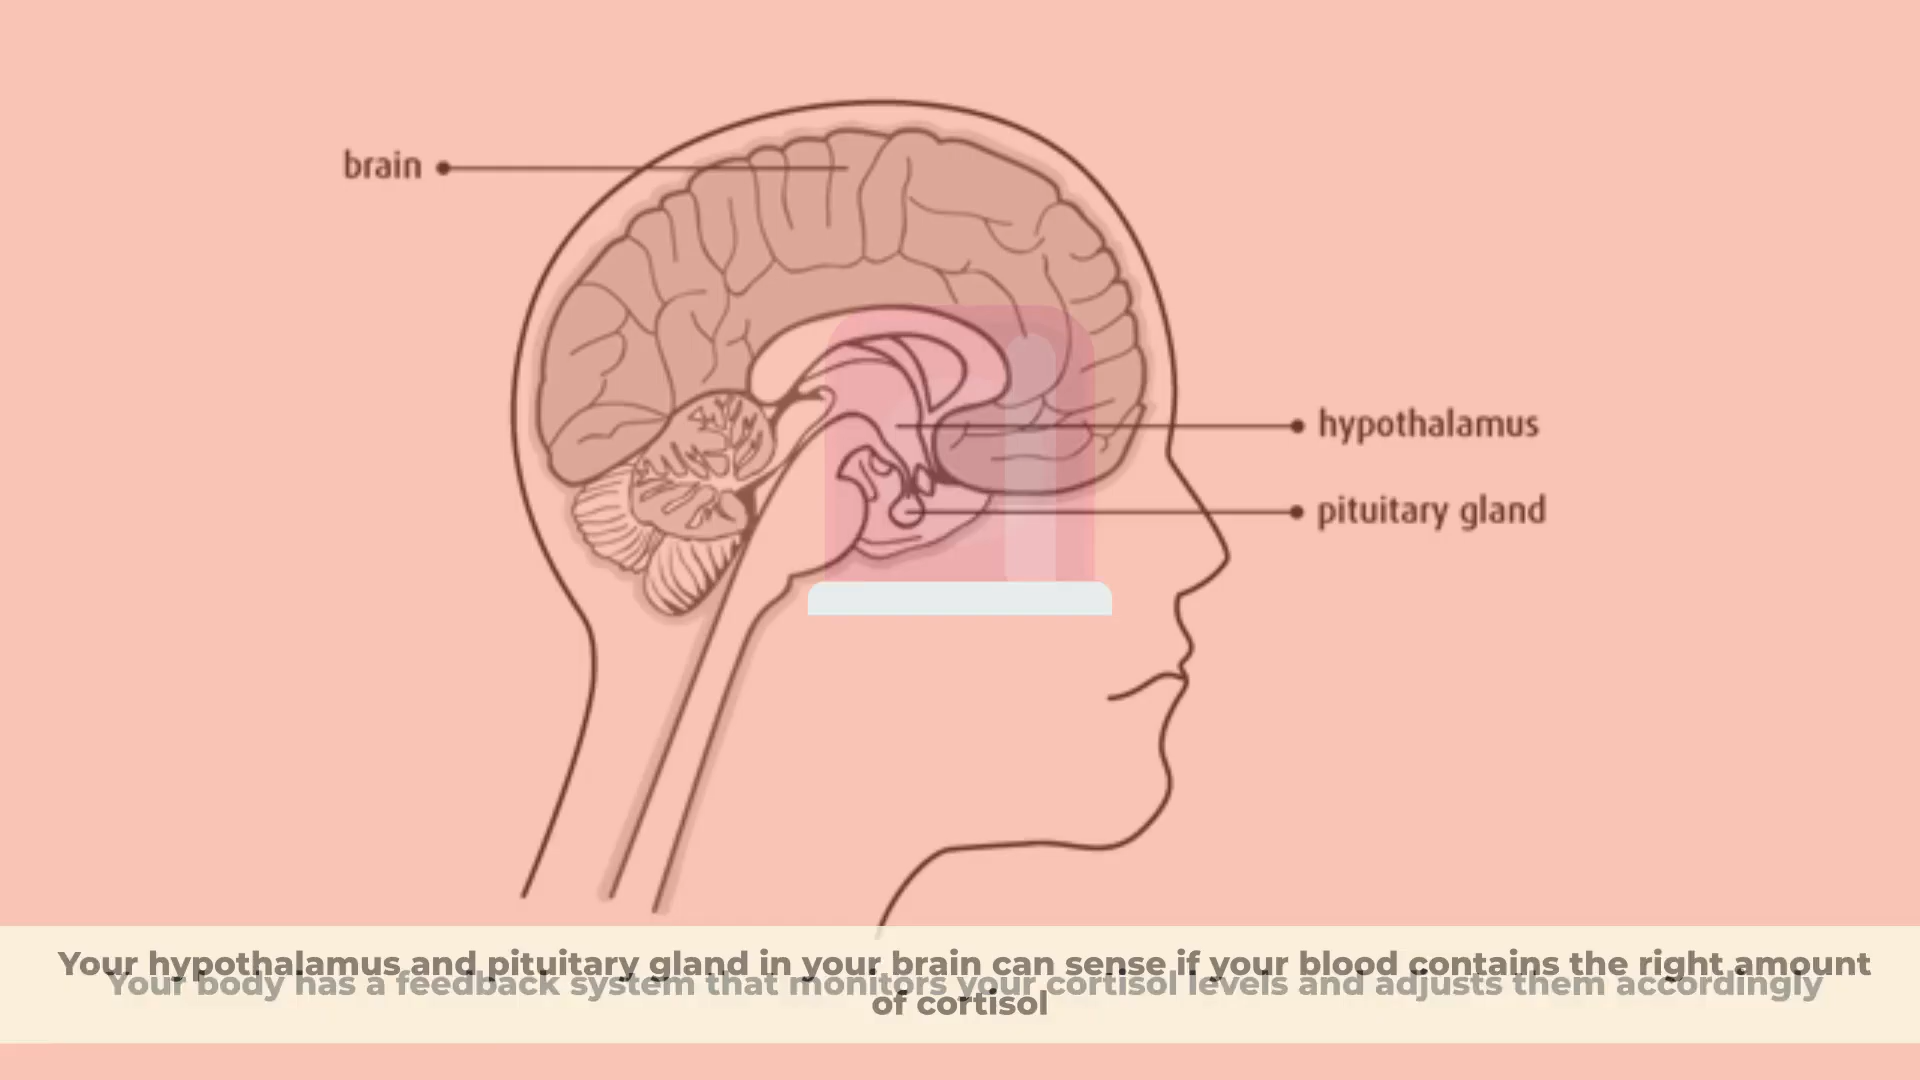 brain
hypothalamus
pituitary gland
Your hypothalamus and pituitary gland in your brain can sense if your blood contains the right amount
Your body has a feedback system that monitors your cortisol levels and adjusts them accordingly
of cortisol